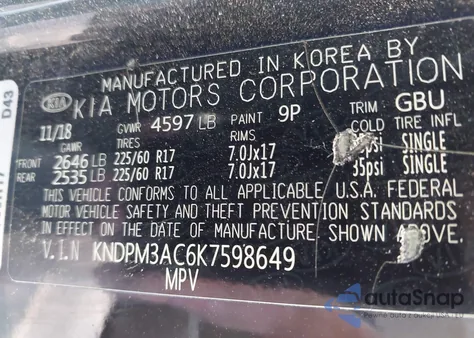 MANUFACTURED IN KOREA BY
KIA KIA MOTORS CORPORATION
11/18 GVWR 4597 LB PAINT 9P TRIM GBU
GAWR TIRES RIMS COLD TIRE INFL
FRONT 2646 LB 225/60 R17 7.0Jx17 psi SINGLE
REAR 2535 LB 225/60 R17 7.0Jx17 35psi SINGLE
THIS VEHICLE CONFORMS TO ALL APPLICABLE U.S.A. FEDERAL
MOTOR VEHICLE SAFETY AND THEFT PREVENTION STANDARDS
IN EFFECT ON THE DATE OF MANUFACTURE SHOWN ABOVE.
V.I.N KNDPM3AC6K7598649
MPV
D43
autoSnap